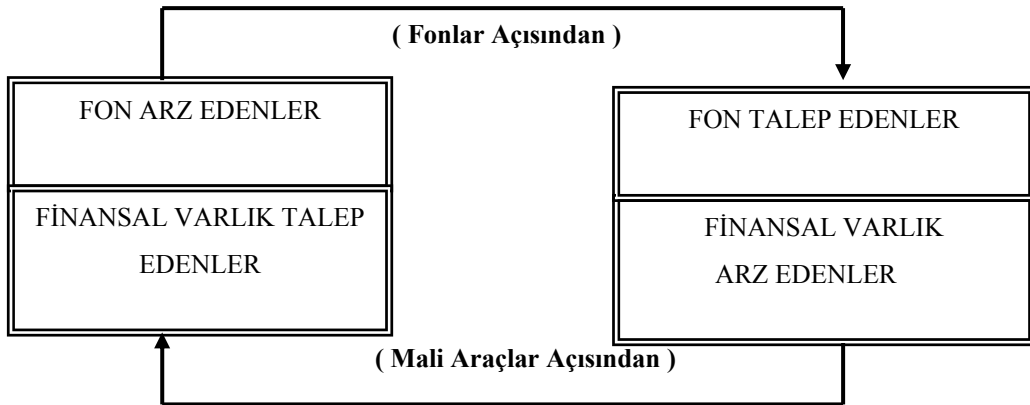 ( Fonlar Açısından )
FON ARZ EDENLER
FİNANSAL VARLIK TALEP
EDENLER
FON TALEP EDENLER
FİNANSAL VARLIK
ARZ EDENLER
( Mali Araçlar Açısından )